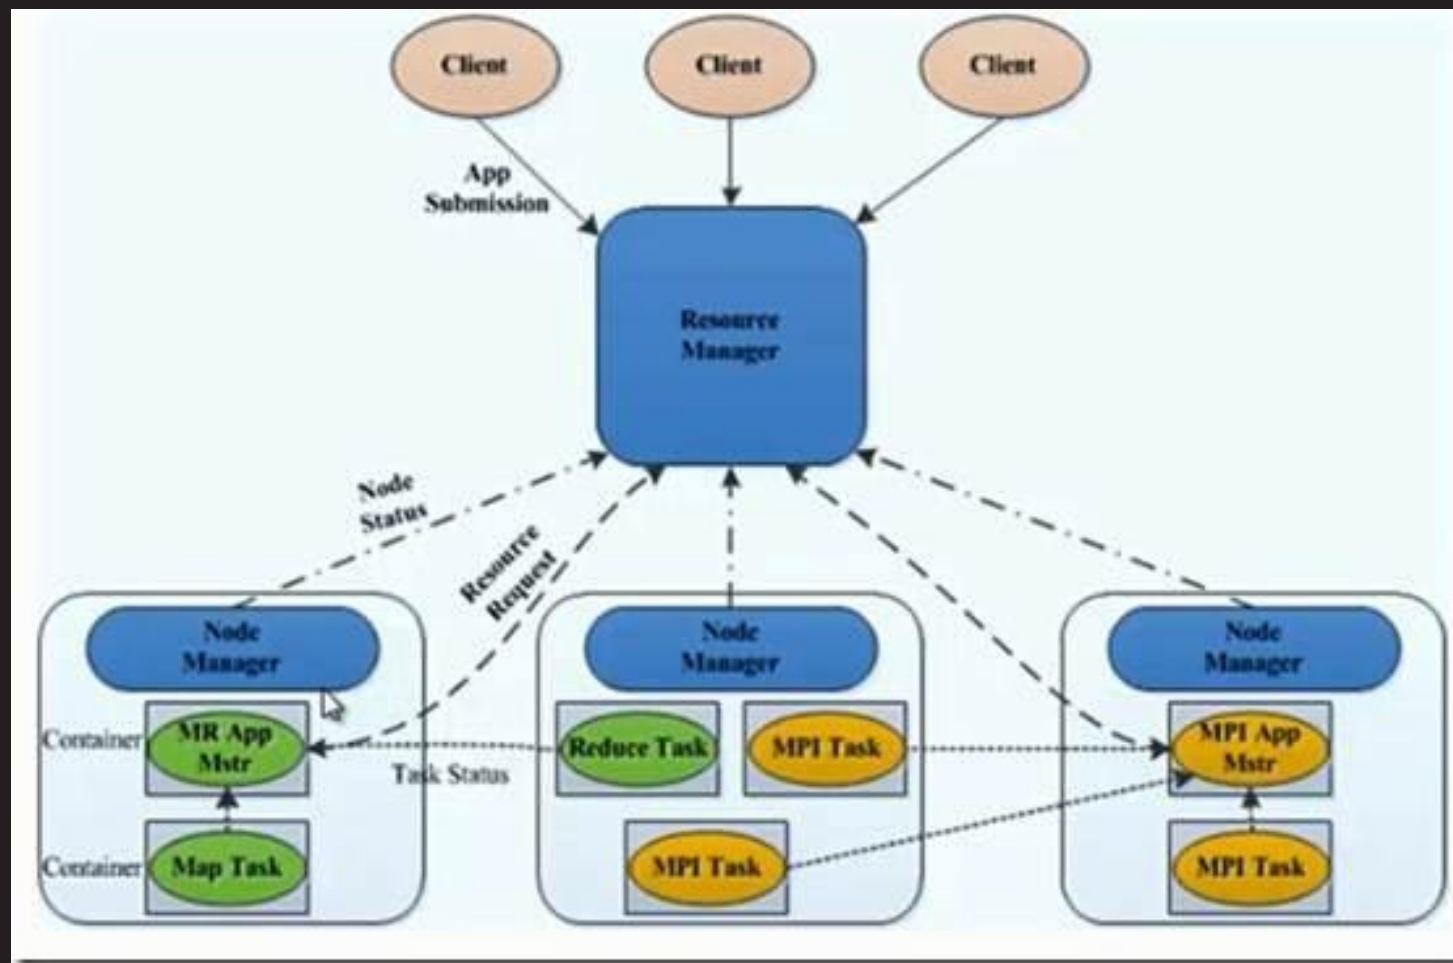 Client
Client
Client
App
Submission
Resource
Manager
Node
Status
Resource
Request
Node
Manager
Node
Manager
Node
Manager
Container
MR App
Mstr
Task Status
Reduce Task
MPI Task
MPI App
Mstr
Container
Map Task
MPI Task
MPI Task